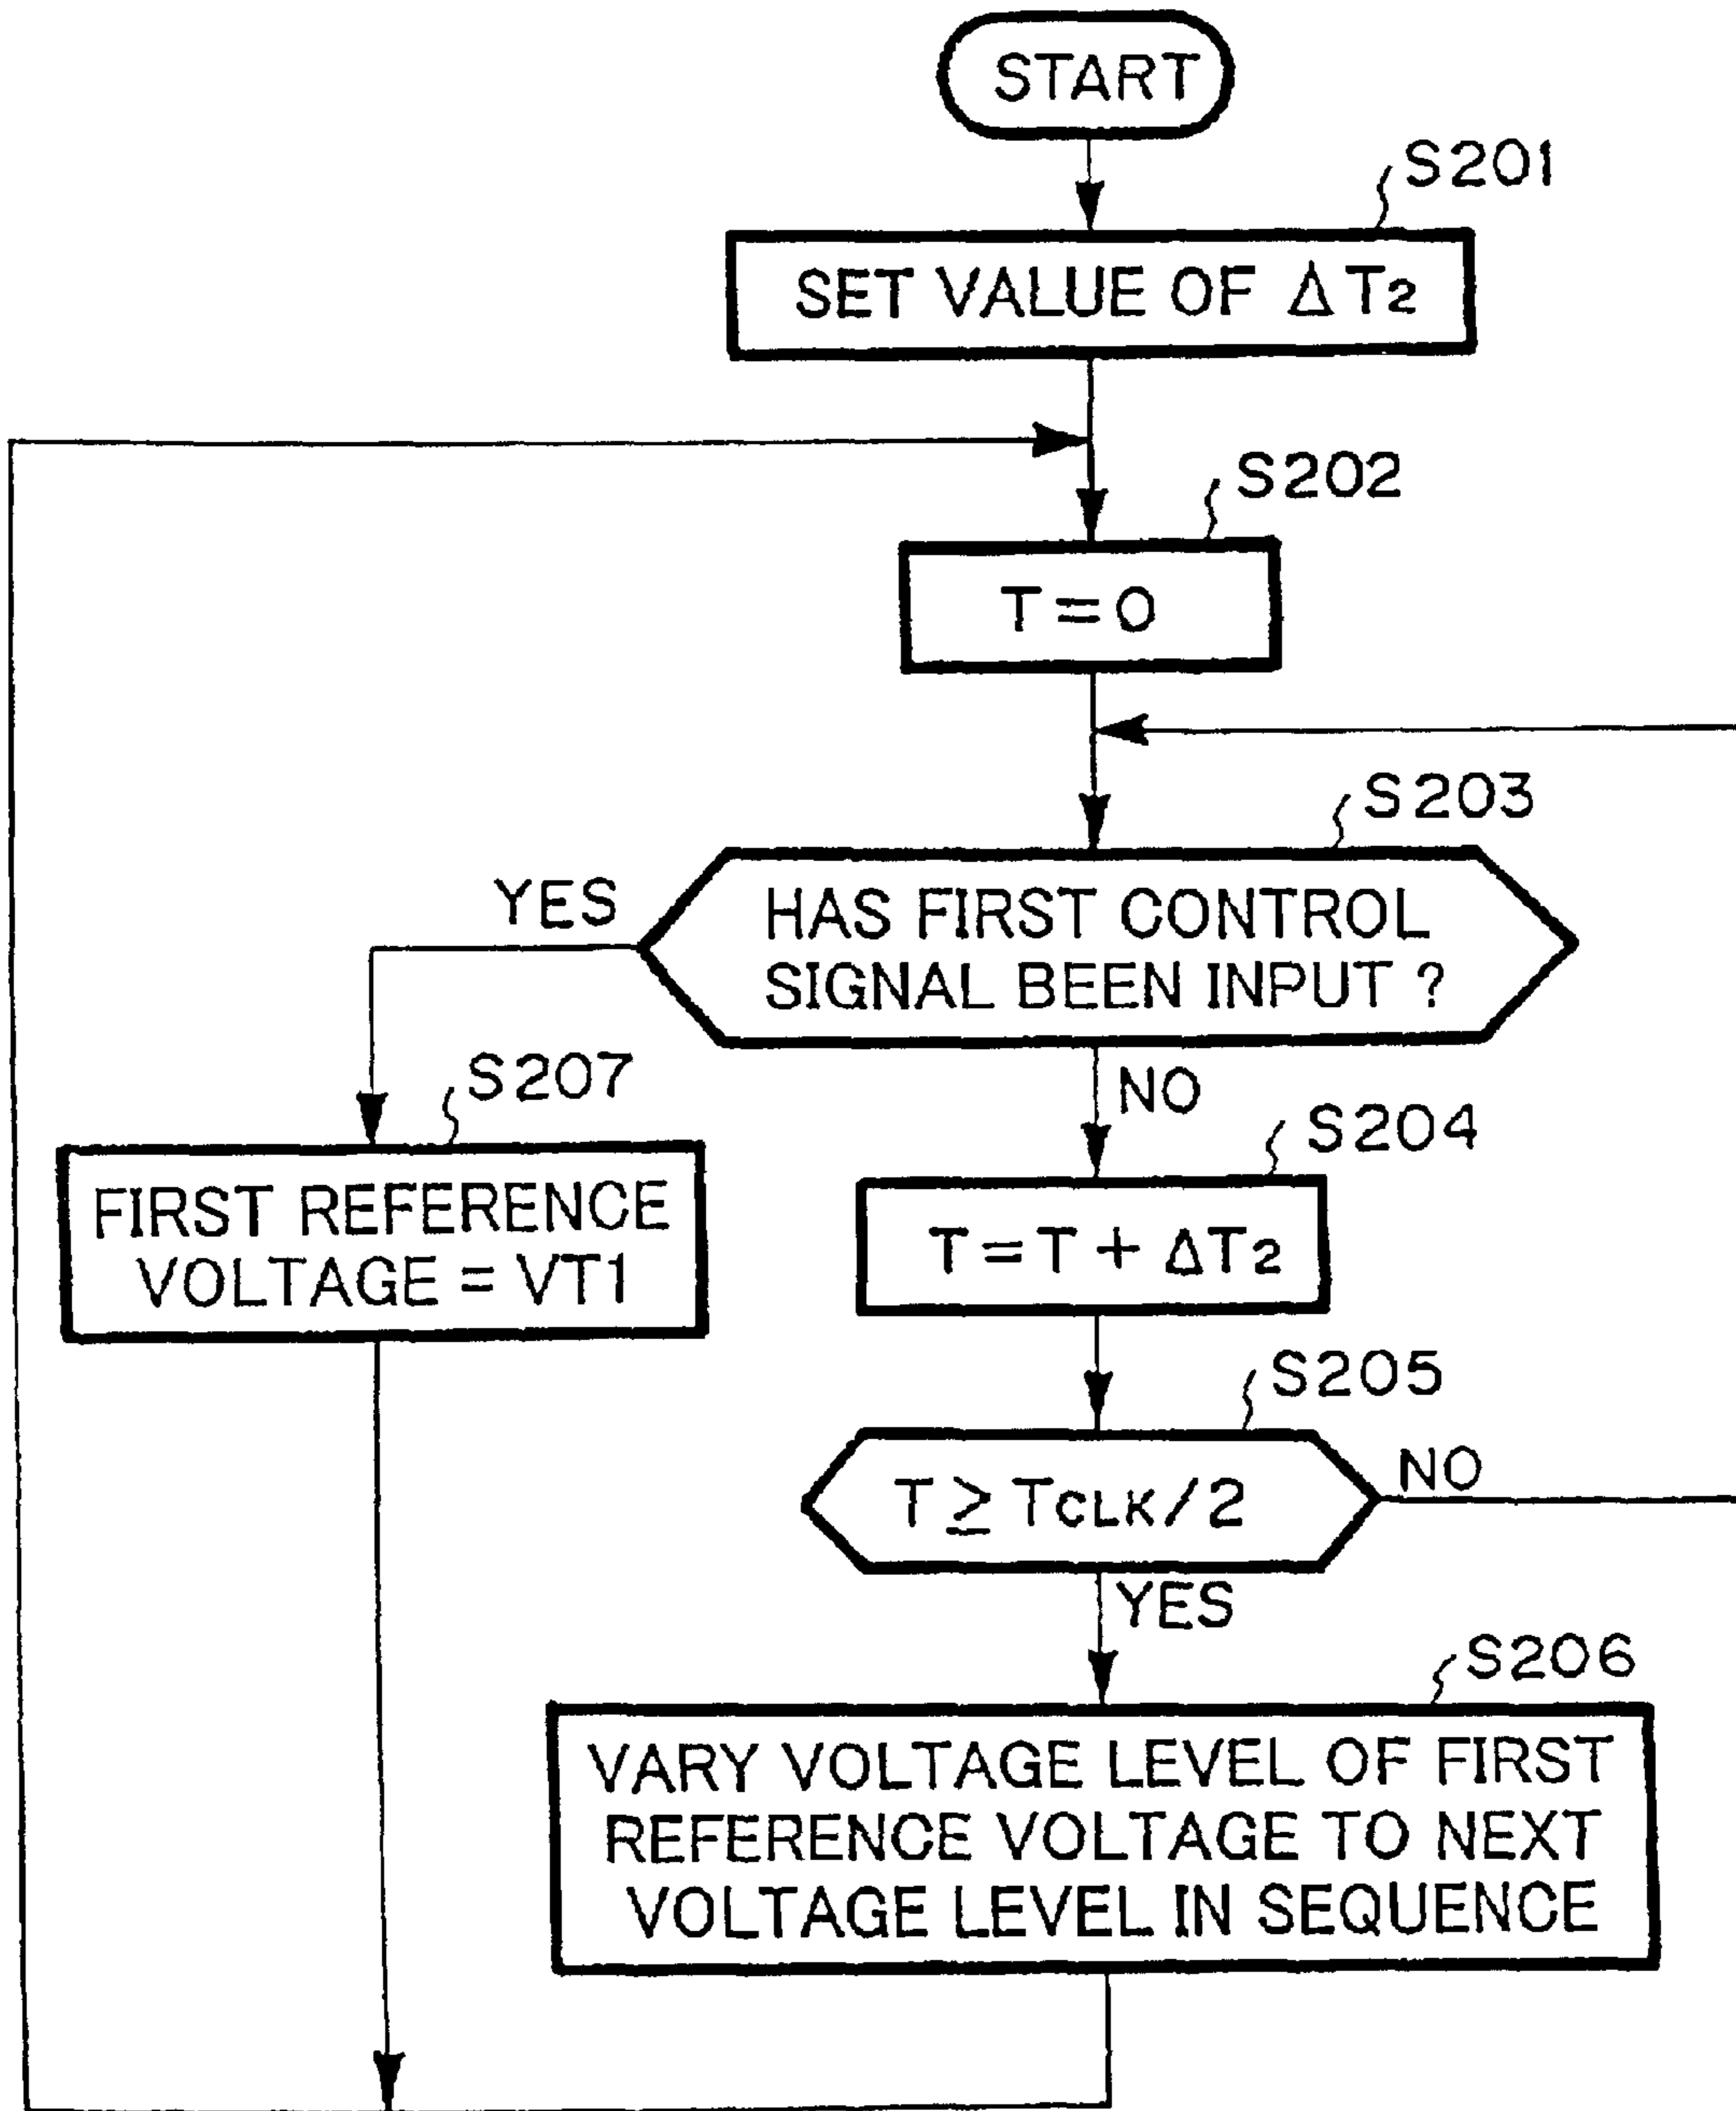 START
S201
SET VALUE OF ΔT2
S202
T=0
S203
YES
HAS FIRST CONTROL
SIGNAL BEEN INPUT ?
NO
S207
S204
FIRST REFERENCE
VOLTAGE = VT1
T=T+ΔT2
S205
T≥TCLK/2
NO
YES
S206
VARY VOLTAGE LEVEL OF FIRST
REFERENCE VOLTAGE TO NEXT
VOLTAGE LEVEL IN SEQUENCE